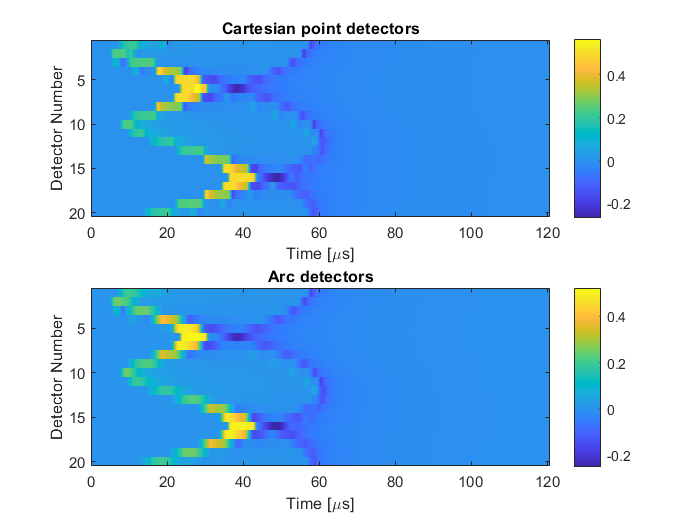 Cartesian point detectors
Detector Number
5
10
15
20
0 20 40 60 80 100 120
Time [μs]
0.4
0.2
0
-0.2
Arc detectors
Detector Number
5
10
15
20
0 20 40 60 80 100 120
Time [μs]
0.4
0.2
0
-0.2